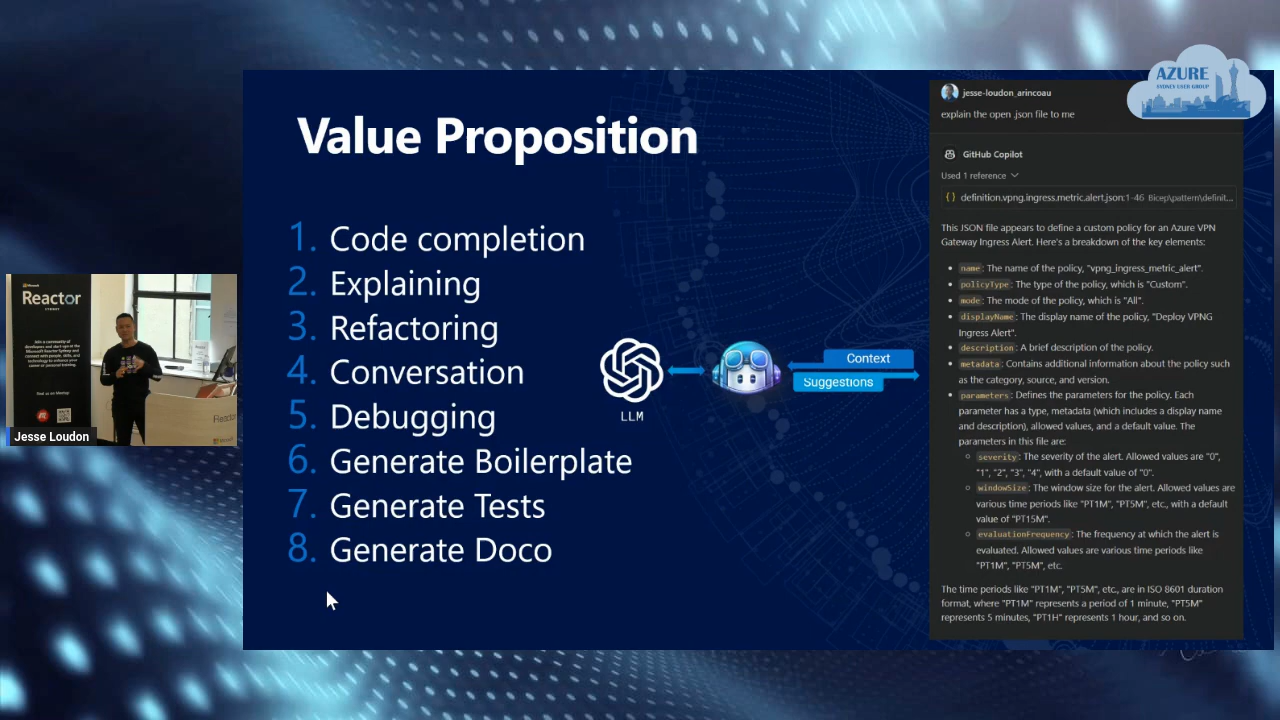 AZURE
SYDNEY USER GROUP
Value Proposition
1. Code completion
2. Explaining
3. Refactoring
4. Conversation
5. Debugging
6. Generate Boilerplate
7. Generate Tests
8. Generate Doco
LLM
Context
Suggestions
jesse-loudon_arincoau
explain the open .json file to me
GitHub Copilot
Used 1 reference
{} definition.vpng.ingress.metric.alert.json:1-46 Bicep\pattern\definit...
This JSON file appears to define a custom policy for an Azure VPN
Gateway Ingress Alert. Here's a breakdown of the key elements:
• name: The name of the policy, "vpng_ingress_metric_alert".
• policyType: The type of the policy, which is "Custom".
• mode: The mode of the policy, which is "All".
• displayName: The display name of the policy, "Deploy VPNG
Ingress Alert".
• description: A brief description of the policy.
• metadata: Contains additional information about the policy such
as the category, source, and version.
• parameters: Defines the parameters for the policy. Each
parameter has a type, metadata (which includes a display name
and description), allowed values, and a default value. The
parameters in this file are:
○ severity: The severity of the alert. Allowed values are "0",
"1", "2", "3", "4", with a default value of "0".
○ windowSize: The window size for the alert. Allowed values are
various time periods like "PT1M", "PT5M", etc., with a default
value of "PT15M".
○ evaluationFrequency: The frequency at which the alert is
evaluated. Allowed values are various time periods like
"PT1M", "PT5M", etc.
The time periods like "PT1M", "PT5M", etc., are in ISO 8601 duration
format, where "PT1M" represents a period of 1 minute, "PT5M"
represents 5 minutes, "PT1H" represents 1 hour, and so on.
Microsoft
Reactor
SYDNEY
Jesse Loudon